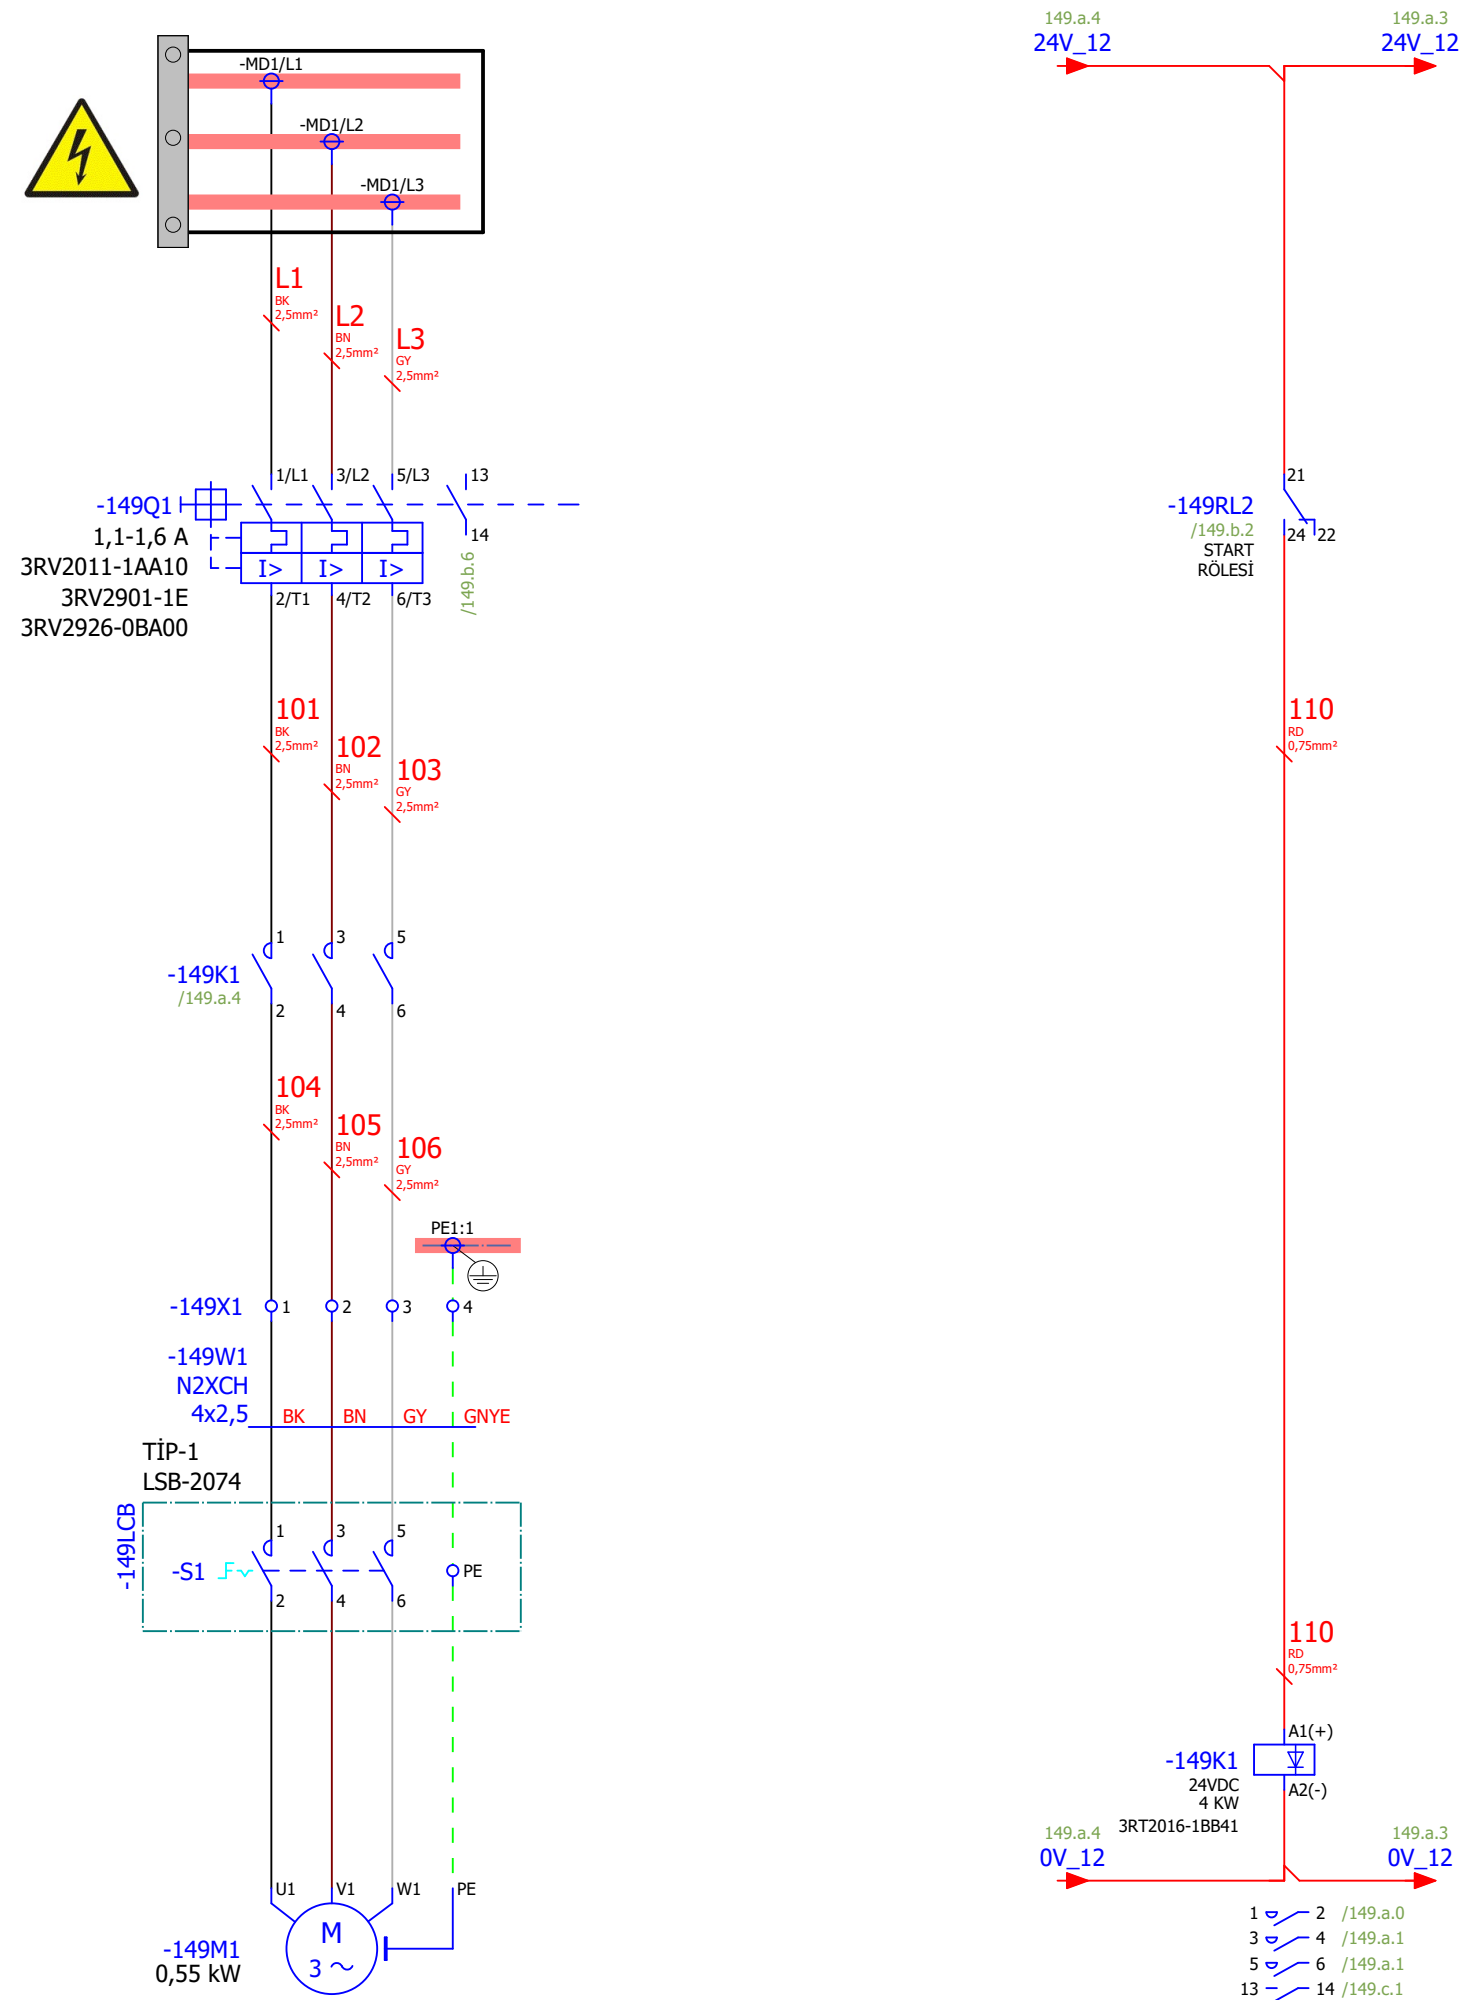 149.a.4
24V_12
149.a.3
24V_12
-MD1/L1
-MD1/L2
-MD1/L3
L1
BK
2,5mm²
L2
BN
2,5mm²
L3
GY
2,5mm²
-149Q1
1,1-1,6 A
3RV2011-1AA10
3RV2901-1E
3RV2926-0BA00
1/L1
3/L2
5/L3
13
14
/149.b.6
I>
I>
I>
2/T1
4/T2
6/T3
-149RL2
/149.b.2
START
RÖLESİ
21
24
22
101
BK
2,5mm²
102
BN
2,5mm²
103
GY
2,5mm²
110
RD
0,75mm²
-149K1
/149.a.4
1
3
5
2
4
6
104
BK
2,5mm²
105
BN
2,5mm²
106
GY
2,5mm²
PE1:1
-149X1
1
2
3
4
-149W1
N2XCH
4x2,5
BK
BN
GY
GNYE
TİP-1
LSB-2074
-149LCB
-S1
1
3
5
2
4
6
PE
110
RD
0,75mm²
-149K1
24VDC
4 KW
3RT2016-1BB41
A1(+)
A2(-)
149.a.4
0V_12
149.a.3
0V_12
U1
V1
W1
PE
M
3
-149M1
0,55 kW
1 2 /149.a.0
3 4 /149.a.1
5 6 /149.a.1
13 14 /149.c.1